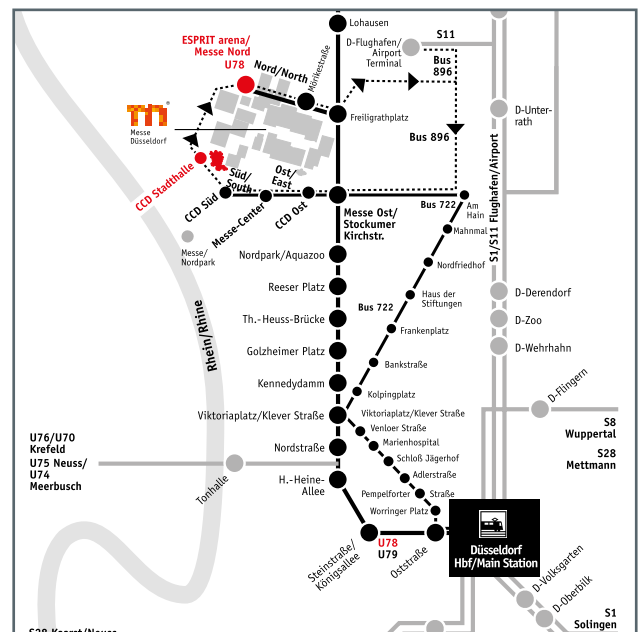 Lohausen
ESPRIT arena/
Messe Nord
U78
D-Flughafen/
Airport
Terminal
S11
Bus
896
Nord/North
Mörikestraße
Freiligrathplatz
D-Unter-
rath
Bus 896
Messe
Düsseldorf
CCD Stadthalle
Süd/
South
Ost/
East
CCD Süd
Messe-Center
CCD Ost
Messe Ost/
Stockumer
Kirchstr.
Bus 722
Am
Hain
S1/S11 Flughafen/Airport
Messe/
Nordpark
Mahnmal
Nordpark/Aquazoo
Nordfriedhof
Reeser Platz
Haus der
Stiftungen
D-Derendorf
Bus 722
Rhein/Rhine
Th.-Heuss-Brücke
Frankenplatz
D-Zoo
Golzheimer Platz
D-Wehrhahn
Bankstraße
Kennedydamm
Kolpingplatz
D-Flingern
Viktoriaplatz/Klever Straße
Viktoriaplatz/Klever Straße
Venloer Straße
S8
Wuppertal
U76/U70
Krefeld
U75 Neuss/
U74
Meerbusch
Nordstraße
Marienhospital
Schloß Jägerhof
S28
Mettmann
Tonhalle
H.-Heine-
Allee
Adlerstraße
Pempelforter Straße
Worringer Platz
Steinstraße/
Königsallee
U78
U79
Oststraße
Düsseldorf
Hbf/Main Station
D-Volksgarten
D-Oberbilk
S1
Solingen
S28 Kaarst/Neuss